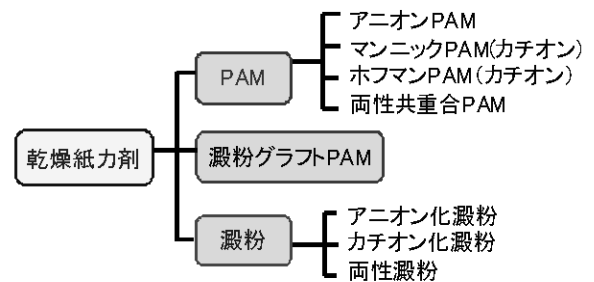 アニオンPAM
マンニックPAM(カチオン)
ホフマンPAM(カチオン)
両性共重合PAM
PAM
乾燥紙力剤
澱粉グラフトPAM
澱粉
アニオン化澱粉
カチオン化澱粉
両性澱粉